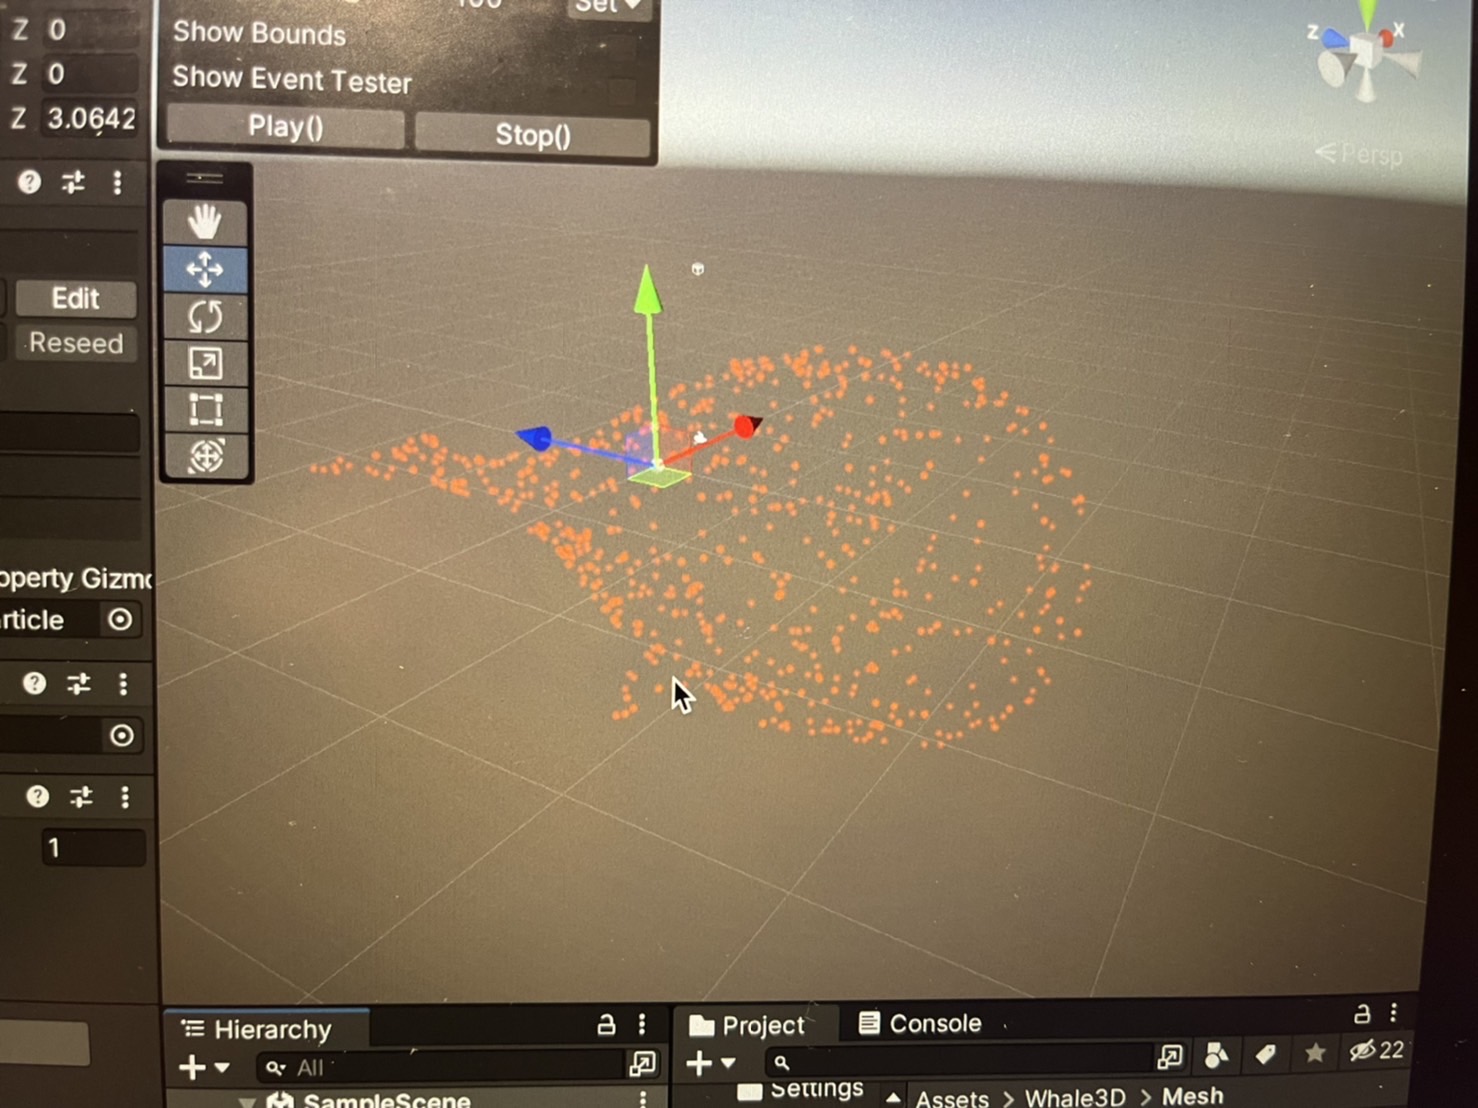 Z 0
Z 0
Z 3.0642
Set
Show Bounds
Show Event Tester
Play()
Stop()
Z
X
Persp
Edit
Reseed
operty Gizmo
rticle
1
Hierarchy
All
SampleScene
Project
Console
22
Settings
Assets > Whale3D > Mesh